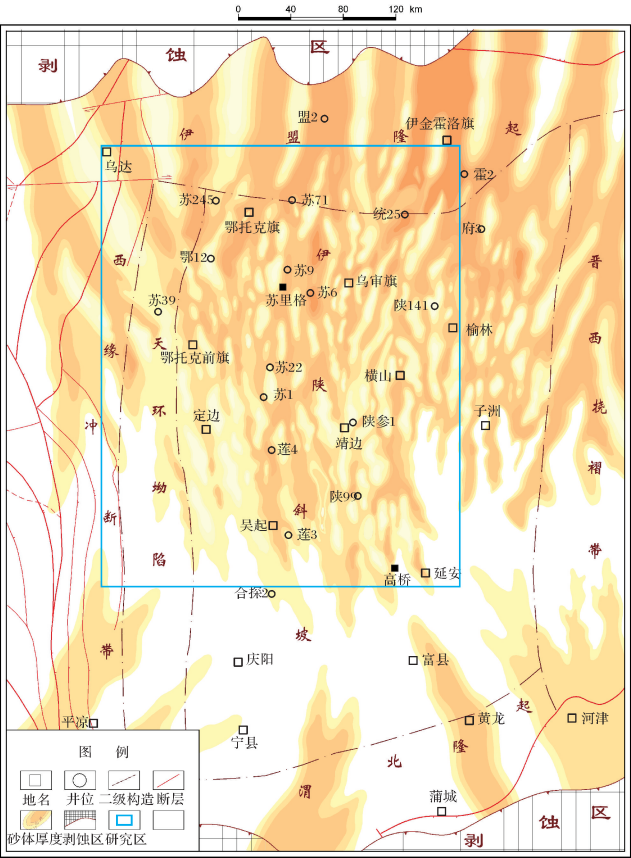 0 40 80 120 km
剥 蚀 区
盟2
伊金霍洛旗
伊 盟 隆 起
乌达
霍2
苏245
苏71
统25
鄂托克旗
府3
西 缘 冲 断 带
鄂12
伊 陕 斜 坡
晋 西 挠 褶 带
苏9
乌审旗
苏里格
苏6
苏39
陕141
榆林
天 环 坳 陷
鄂托克前旗
苏22
横山
苏1
子洲
定边
陕参1
靖边
莲4
陕99
吴起
莲3
高桥
延安
合探2
庆阳
富县
平凉
宁县
黄龙
河津
渭 北 隆 起
蒲城
剥 蚀 区
图 例
地名 井位 二级构造 断层
砂体厚度 剥蚀区 研究区